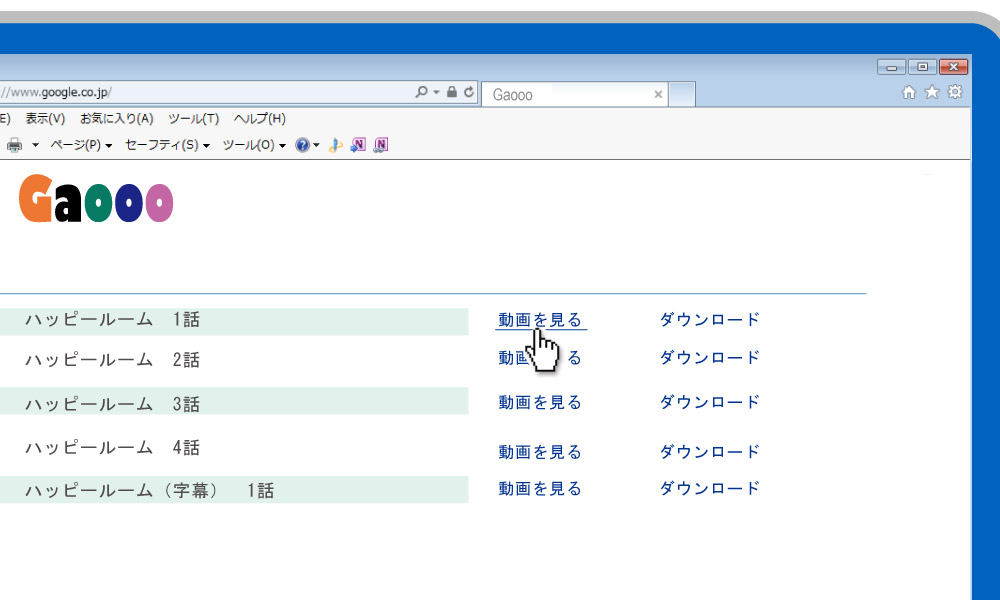 //www.google.co.jp/
Gaooo
E) 表示(V) お気に入り(A) ツール(T) ヘルプ(H)
ページ(P) セーフティ(S) ツール(O)
Gaooo
ハッピールーム 1話 動画を見る ダウンロード
ハッピールーム 2話 動画 る ダウンロード
ハッピールーム 3話 動画を見る ダウンロード
ハッピールーム 4話 動画を見る ダウンロード
ハッピールーム(字幕) 1話 動画を見る ダウンロード